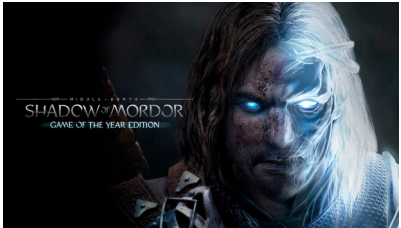 MIDDLE-EARTH
SHADOW OF MORDOR
GAME OF THE YEAR EDITION